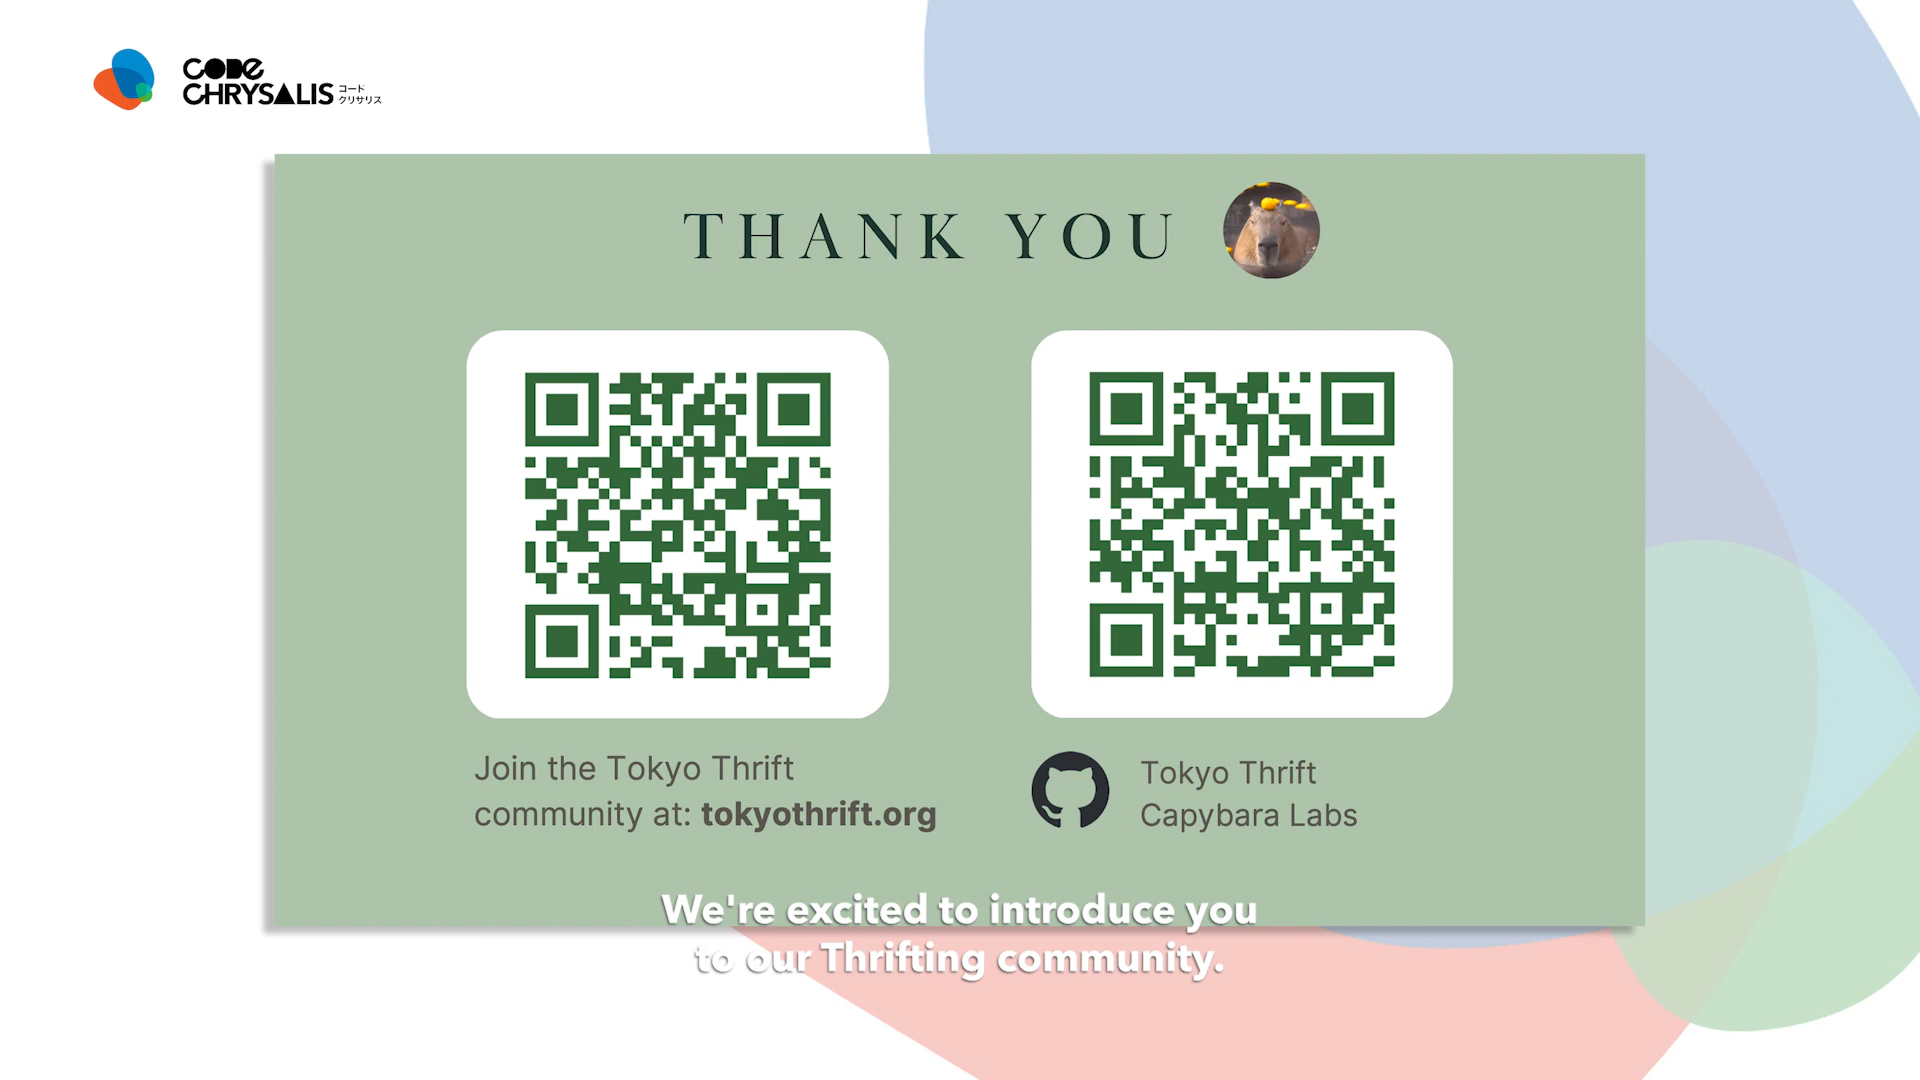 CODE
CHRYSALIS
コード
クリサリス
THANK YOU
Join the Tokyo Thrift
community at: tokyothrift.org
Tokyo Thrift
Capybara Labs
We're excited to introduce you
to our Thrifting community.